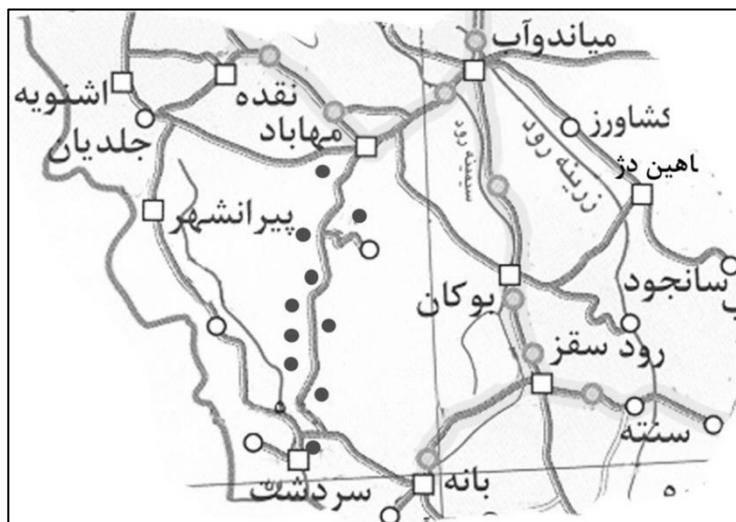 میاندوآب
اشنویه
نقده
کشاورز
جلدیان
مهاباد
سیمینه رود
زرینه رود
اهین دژ
پیرانشهر
سانجود
بوکان
ب
رود سقز
سنته
سردشت
بانه